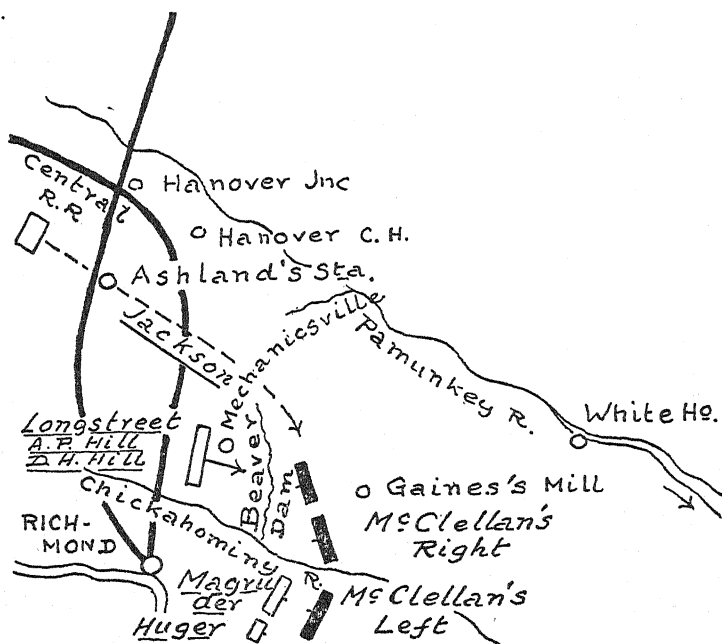 Central
R.R
Hanover Jnc
Hanover C.H.
Ashland's Sta.
Jackson
Mechanicsville
Pamunkey R.
White Ho.
Longstreet
A.P. Hill
D.H. Hill
Beaver
Dam
Gaines's Mill
McClellan's
Right
Chickahominy
R.
RICH-
MOND
Magru
der
Huger
McClellan's
Left